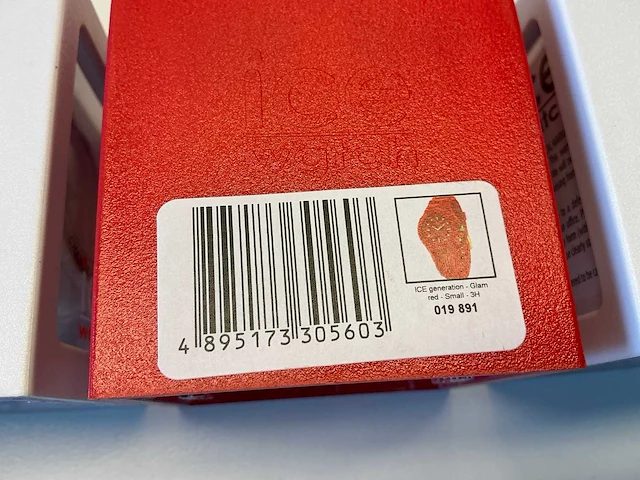 ice
watch
4 895173 305603
ICE generation - Glam
red - Small - 3H
019 891